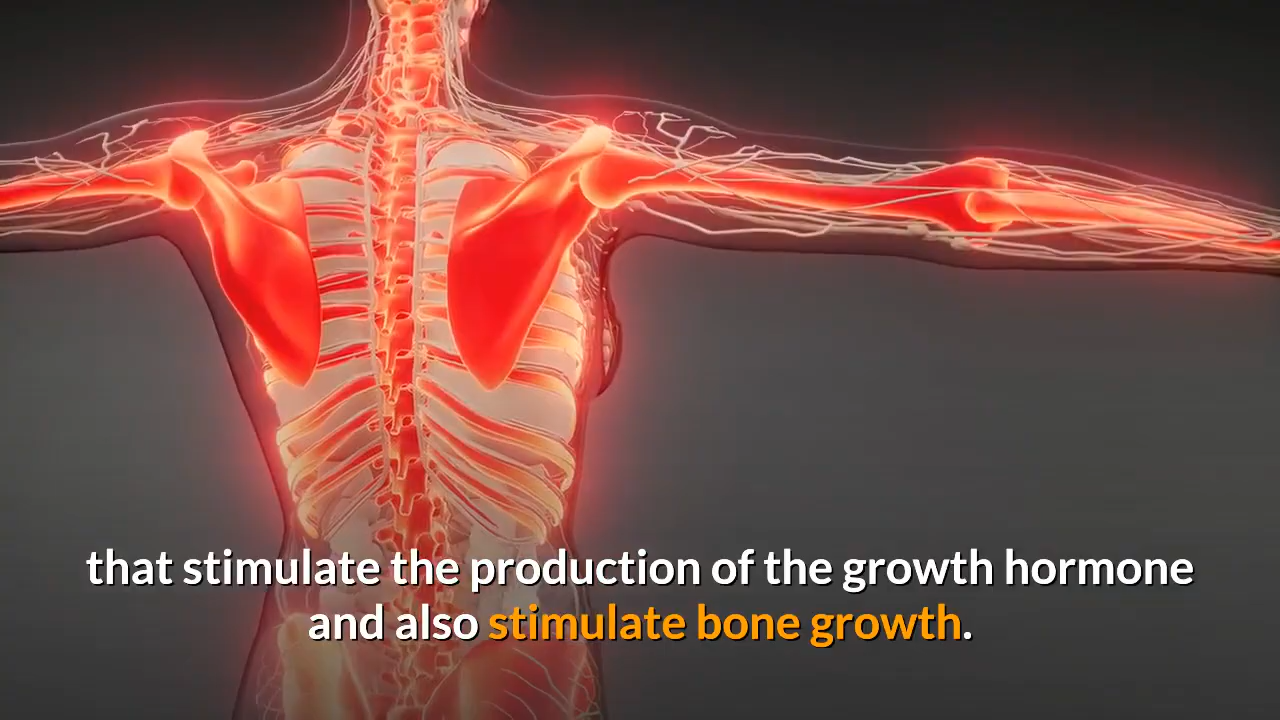 that stimulate the production of the growth hormone
and also stimulate bone growth.